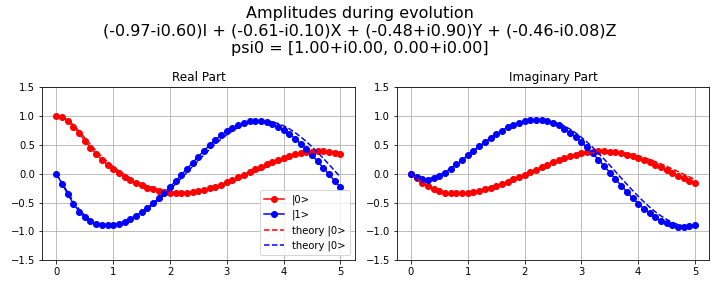 Amplitudes during evolution
(-0.97-i0.60)I + (-0.61-i0.10)X + (-0.48+i0.90)Y + (-0.46-i0.08)Z
psi0 = [1.00+i0.00, 0.00+i0.00]
Real Part
1.5
1.0
0.5
0.0
−0.5
−1.0
−1.5
0 1 2 3 4 5
|0>
|1>
theory |0>
theory |0>
Imaginary Part
1.5
1.0
0.5
0.0
−0.5
−1.0
−1.5
0 1 2 3 4 5